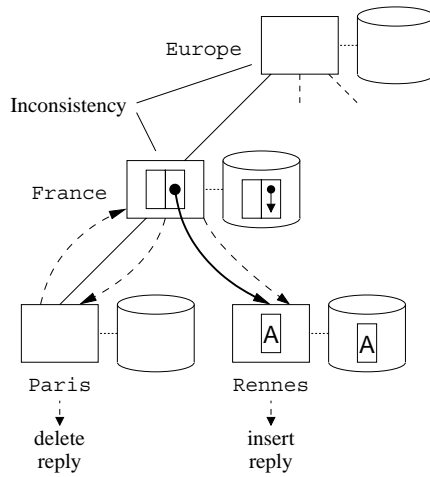 Europe
Inconsistency
France
A
A
Paris
Rennes
delete
reply
insert
reply